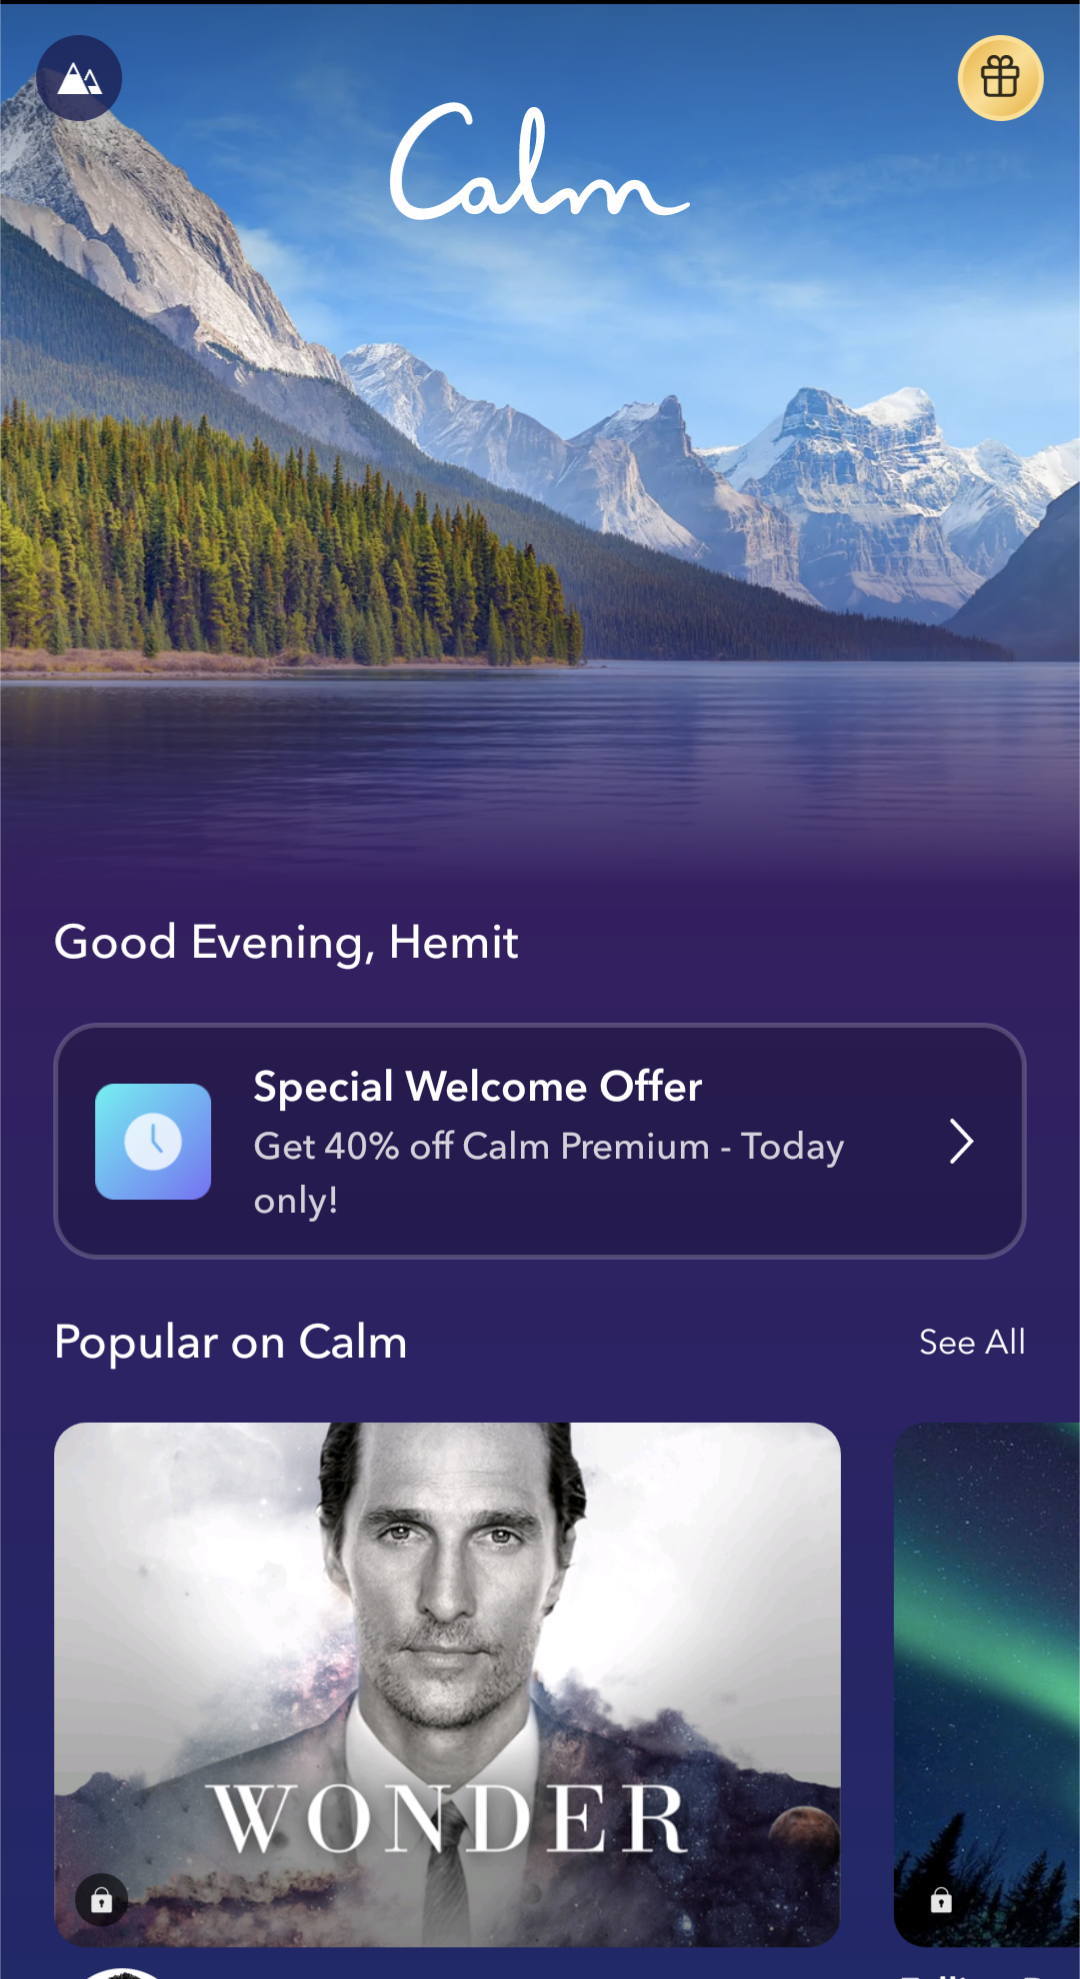 Calm
Good Evening, Hemit
Special Welcome Offer
Get 40% off Calm Premium - Today
only!
Popular on Calm
See All
WONDER